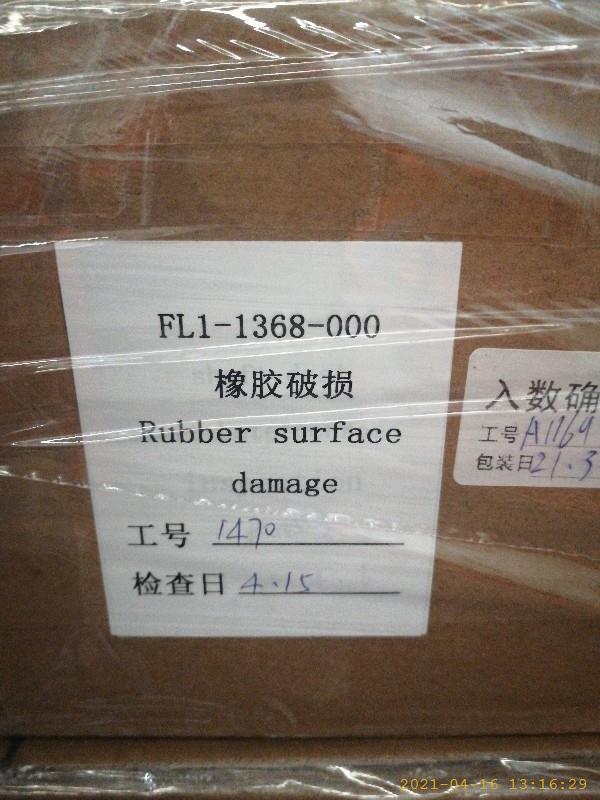 FL1-1368-000
橡胶破损
Rubber surface
damage
工号 1470
检查日 4.15
入数确
工号 A1169
包装日 21.3
2021-04-16 13:16:29